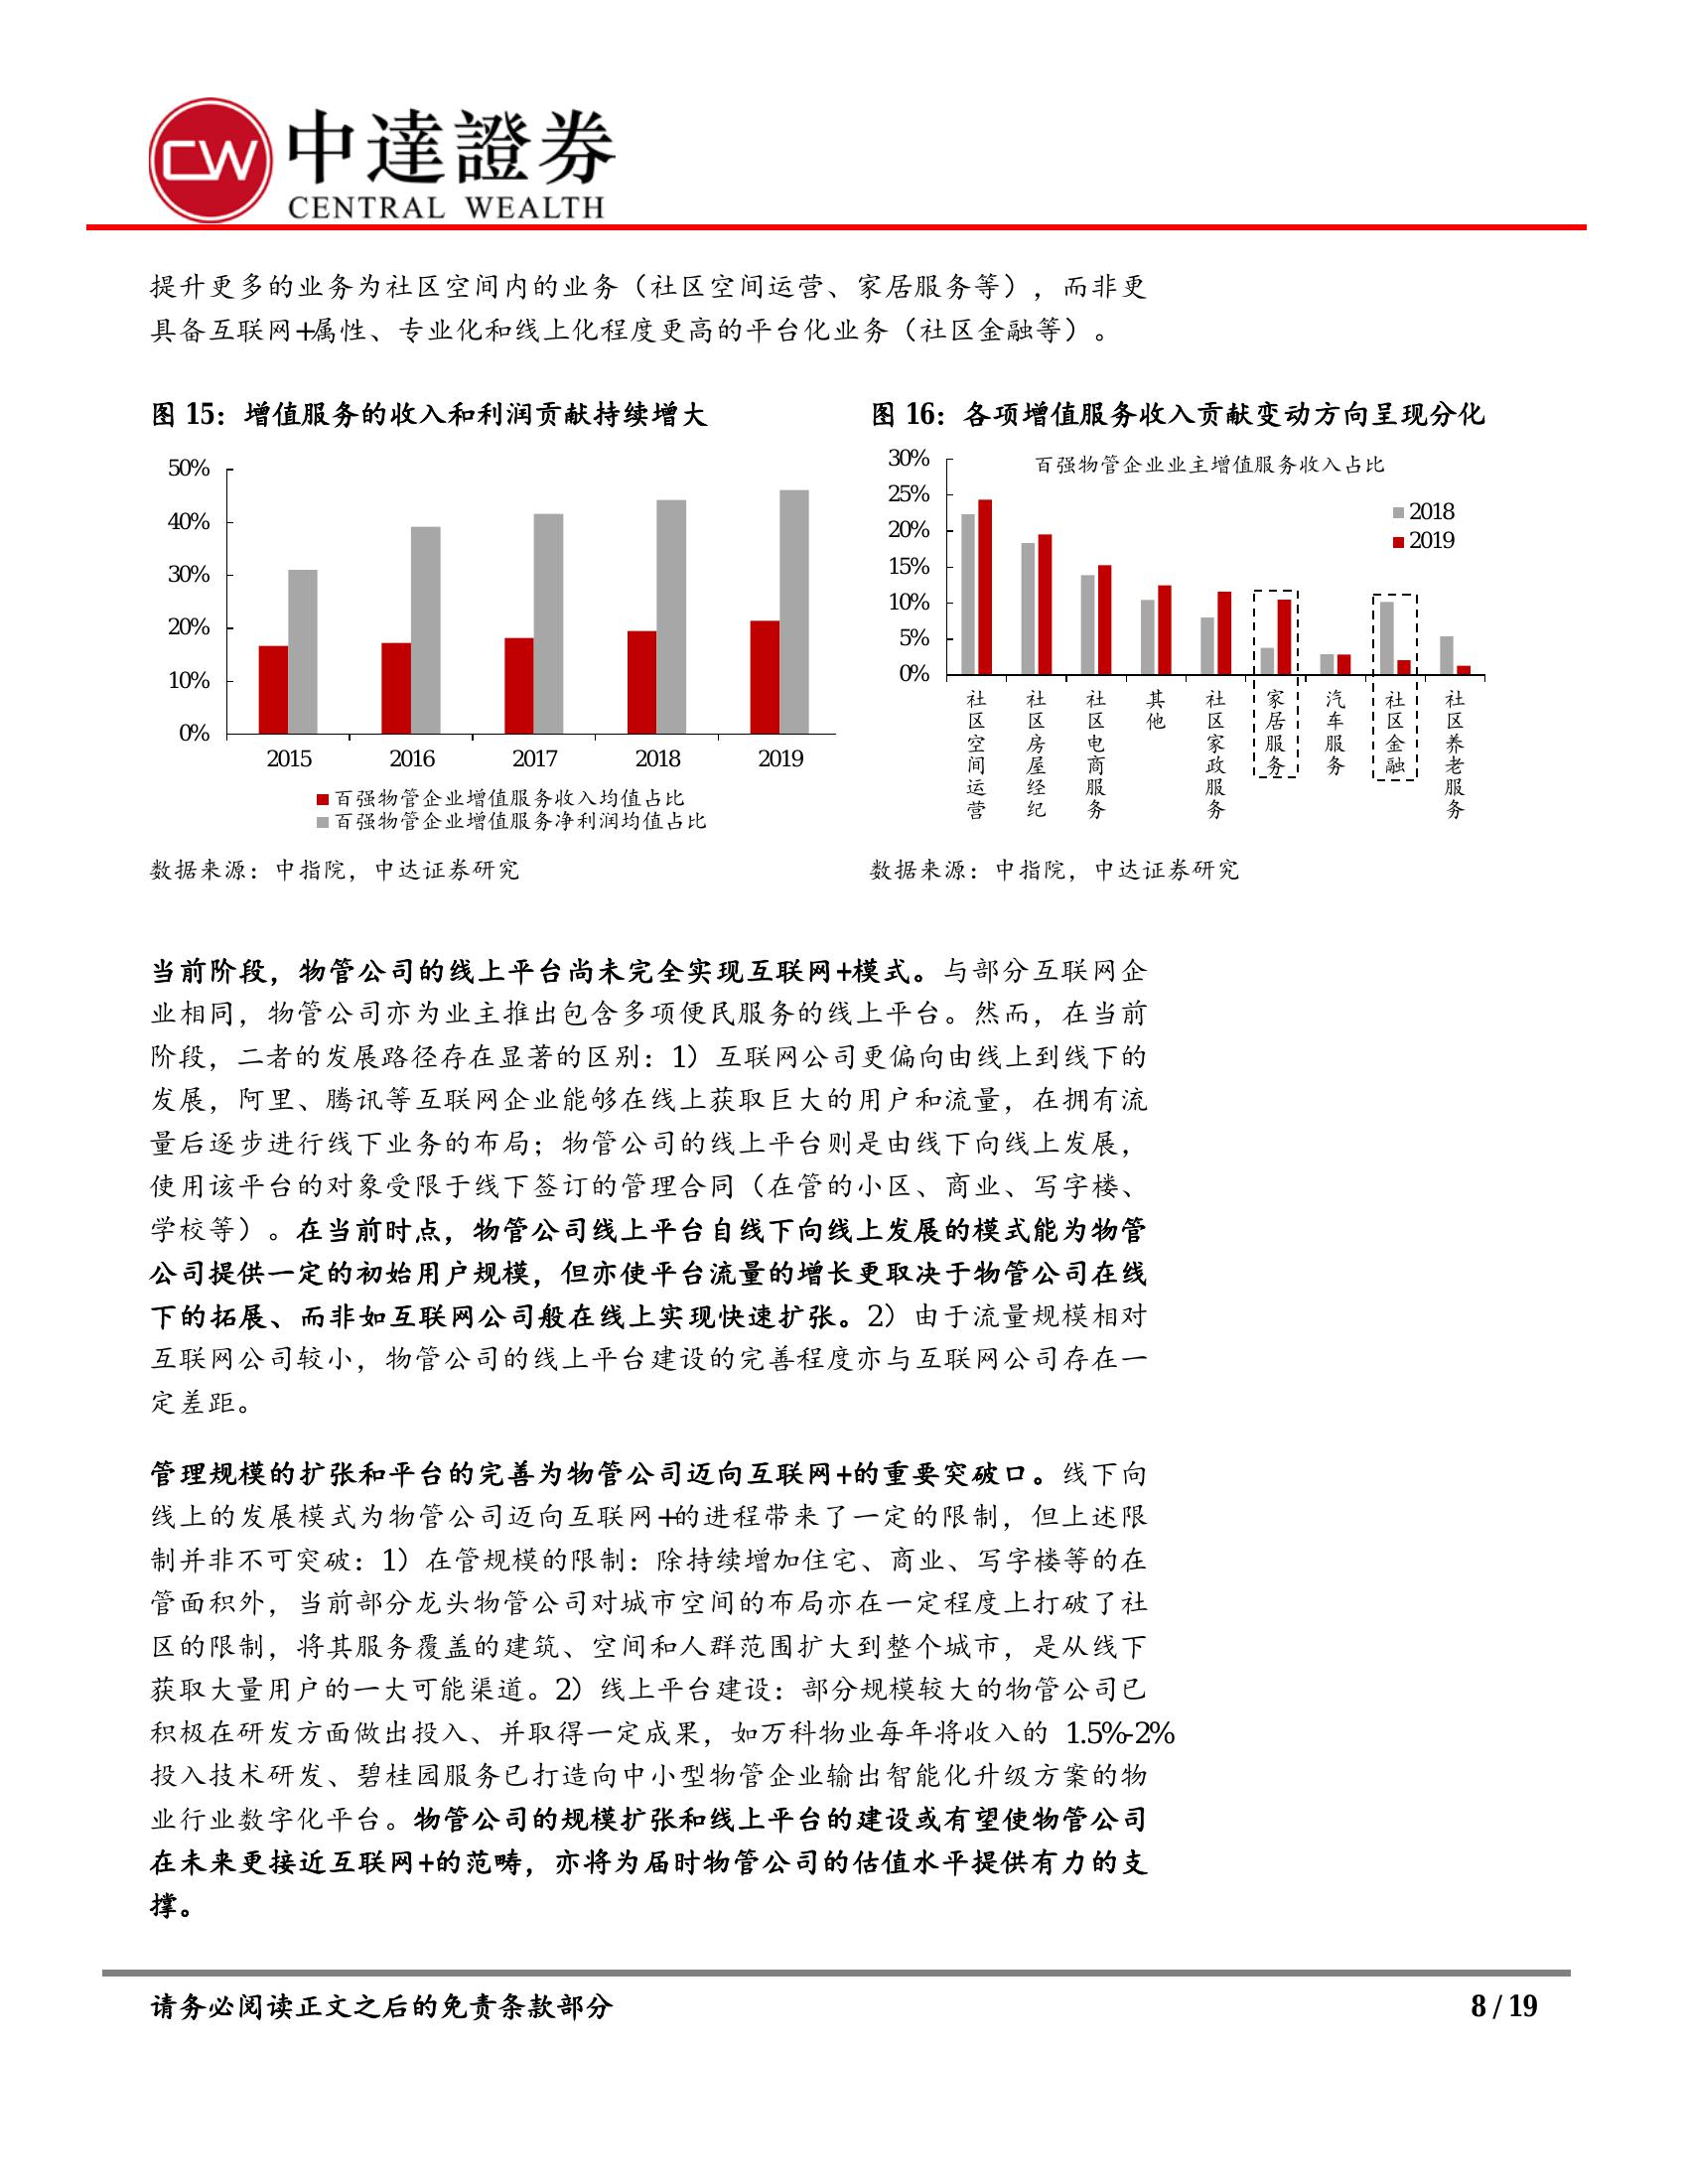 CW 中達證券
CENTRAL WEALTH
提升更多的业务为社区空间内的业务（社区空间运营、家居服务等），而非更
具备互联网+属性、专业化和线上化程度更高的平台化业务（社区金融等）。
图 15：增值服务的收入和利润贡献持续增大
50%
40%
30%
20%
10%
0%
2015 2016 2017 2018 2019
百强物管企业增值服务收入均值占比
百强物管企业增值服务净利润均值占比
数据来源：中指院，中达证券研究
图 16：各项增值服务收入贡献变动方向呈现分化
百强物管企业业主增值服务收入占比
30%
25%
20%
15%
10%
5%
0%
2018
2019
社区空间运营
社区房屋经纪
社区电商服务
其他
社区家政服务
家居服务
汽车服务
社区金融
社区养老服务
数据来源：中指院，中达证券研究
当前阶段，物管公司的线上平台尚未完全实现互联网+模式。与部分互联网企
业相同，物管公司亦为业主推出包含多项便民服务的线上平台。然而，在当前
阶段，二者的发展路径存在显著的区别：1）互联网公司更偏向由线上到线下的
发展，阿里、腾讯等互联网企业能够在线上获取巨大的用户和流量，在拥有流
量后逐步进行线下业务的布局；物管公司的线上平台则是由线下向线上发展，
使用该平台的对象受限于线下签订的管理合同（在管的小区、商业、写字楼、
学校等）。在当前时点，物管公司线上平台自线下向线上发展的模式能为物管
公司提供一定的初始用户规模，但亦使平台流量的增长更取决于物管公司在线
下的拓展、而非如互联网公司般在线上实现快速扩张。2）由于流量规模相对
互联网公司较小，物管公司的线上平台建设的完善程度亦与互联网公司存在一
定差距。
管理规模的扩张和平台的完善为物管公司迈向互联网+的重要突破口。线下向
线上的发展模式为物管公司迈向互联网+的进程带来了一定的限制，但上述限
制并非不可突破：1）在管规模的限制：除持续增加住宅、商业、写字楼等的在
管面积外，当前部分龙头物管公司对城市空间的布局亦在一定程度上打破了社
区的限制，将其服务覆盖的建筑、空间和人群范围扩大到整个城市，是从线下
获取大量用户的一大可能渠道。2）线上平台建设：部分规模较大的物管公司已
积极在研发方面做出投入、并取得一定成果，如万科物业每年将收入的 1.5%-2%
投入技术研发、碧桂园服务已打造向中小型物管企业输出智能化升级方案的物
业行业数字化平台。物管公司的规模扩张和线上平台的建设或有望使物管公司
在未来更接近互联网+的范畴，亦将为届时物管公司的估值水平提供有力的支
撑。
请务必阅读正文之后的免责条款部分
8 / 19